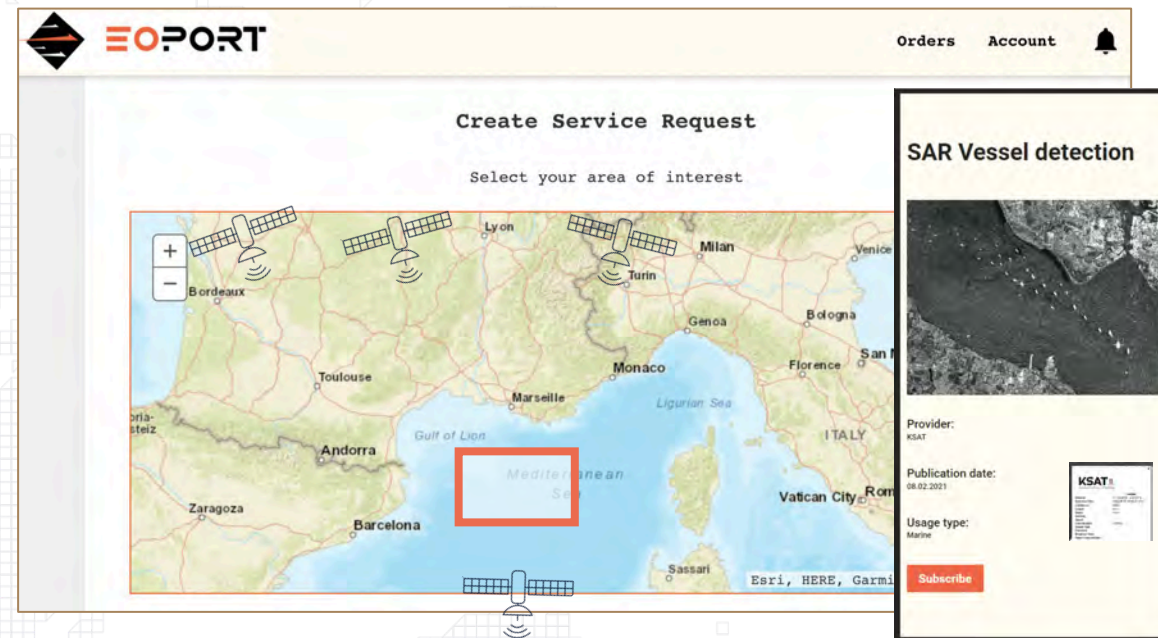 EOPORT
Orders Account
Create Service Request
Select your area of interest
+
−
Lyon
Milan
Venice
Turin
Bordeaux
Genoa
Bologna
Florence
San
Monaco
Toulouse
Marseille
Ligurian Sea
Gulf of Lion
ITALY
Andorra
Mediterranean
Sea
Vatican City
Rom
Zaragoza
Barcelona
Sassari
Esri, HERE, Garmi
SAR Vessel detection
Provider:
KSAT
Publication date:
08.02.2021
KSAT
Usage type:
Marine
Subscribe